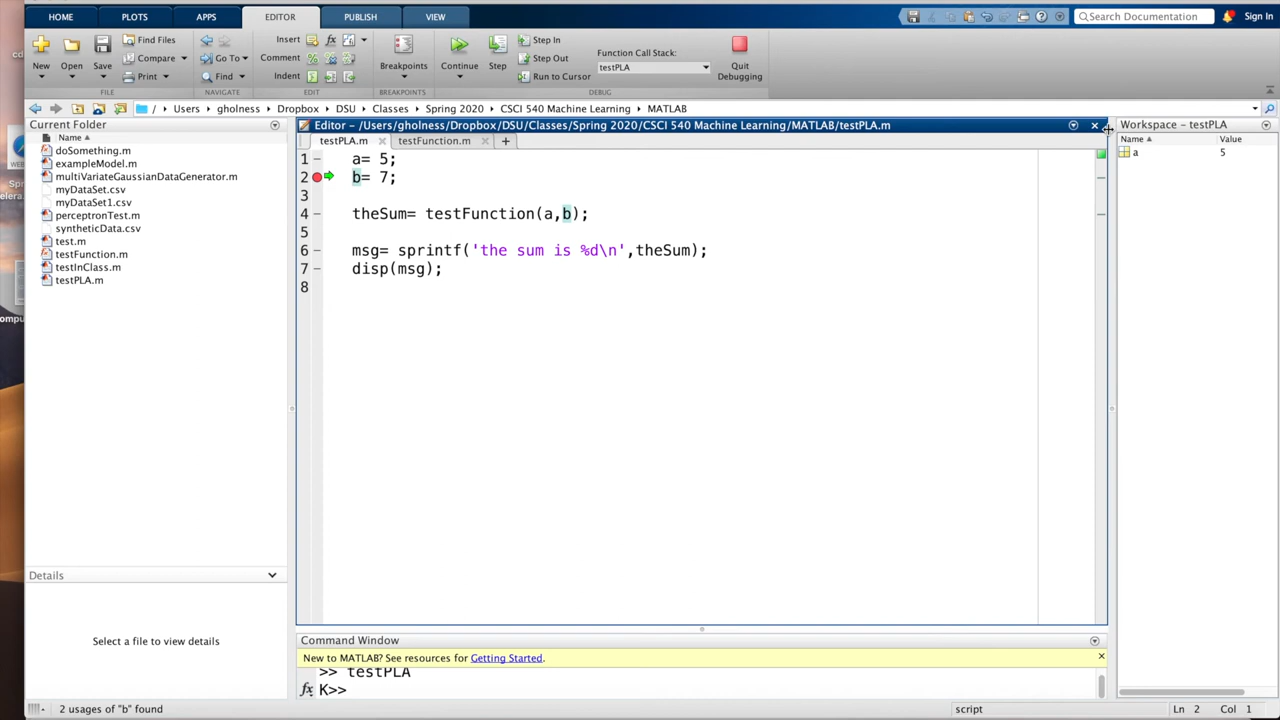 HOME PLOTS APPS EDITOR PUBLISH VIEW Search Documentation Sign In
New Open Save Find Files Compare Print
FILE
Go To Find
NAVIGATE
Insert fx
Comment
Indent
EDIT
Breakpoints
BREAKPOINTS
Continue Step Step In Step Out Run to Cursor
Function Call Stack:
testPLA
Quit Debugging
DEBUG
/ Users gholness Dropbox DSU Classes Spring 2020 CSCI 540 Machine Learning MATLAB
Current Folder
Name
doSomething.m
exampleModel.m
multiVariateGaussianDataGenerator.m
myDataSet.csv
myDataSet1.csv
perceptronTest.m
syntheticData.csv
test.m
testFunction.m
testInClass.m
testPLA.m
Details
Select a file to view details
Editor - /Users/gholness/Dropbox/DSU/Classes/Spring 2020/CSCI 540 Machine Learning/MATLAB/testPLA.m
testPLA.m testFunction.m
1 a= 5;
2 b= 7;
3
4 theSum= testFunction(a,b);
5
6 msg= sprintf('the sum is %d\n',theSum);
7 disp(msg);
8
Command Window
New to MATLAB? See resources for Getting Started.
>> testPLA
fx K>>
Workspace - testPLA
Name Value
a 5
2 usages of "b" found script Ln 2 Col 1